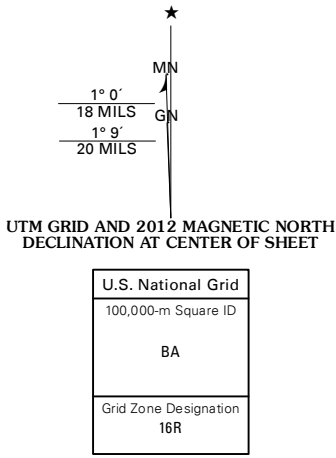 ★
MN
1° 0´
18 MILS
GN
1° 9´
20 MILS
UTM GRID AND 2012 MAGNETIC NORTH
DECLINATION AT CENTER OF SHEET
U.S. National Grid
100,000-m Square ID
BA
Grid Zone Designation
16R